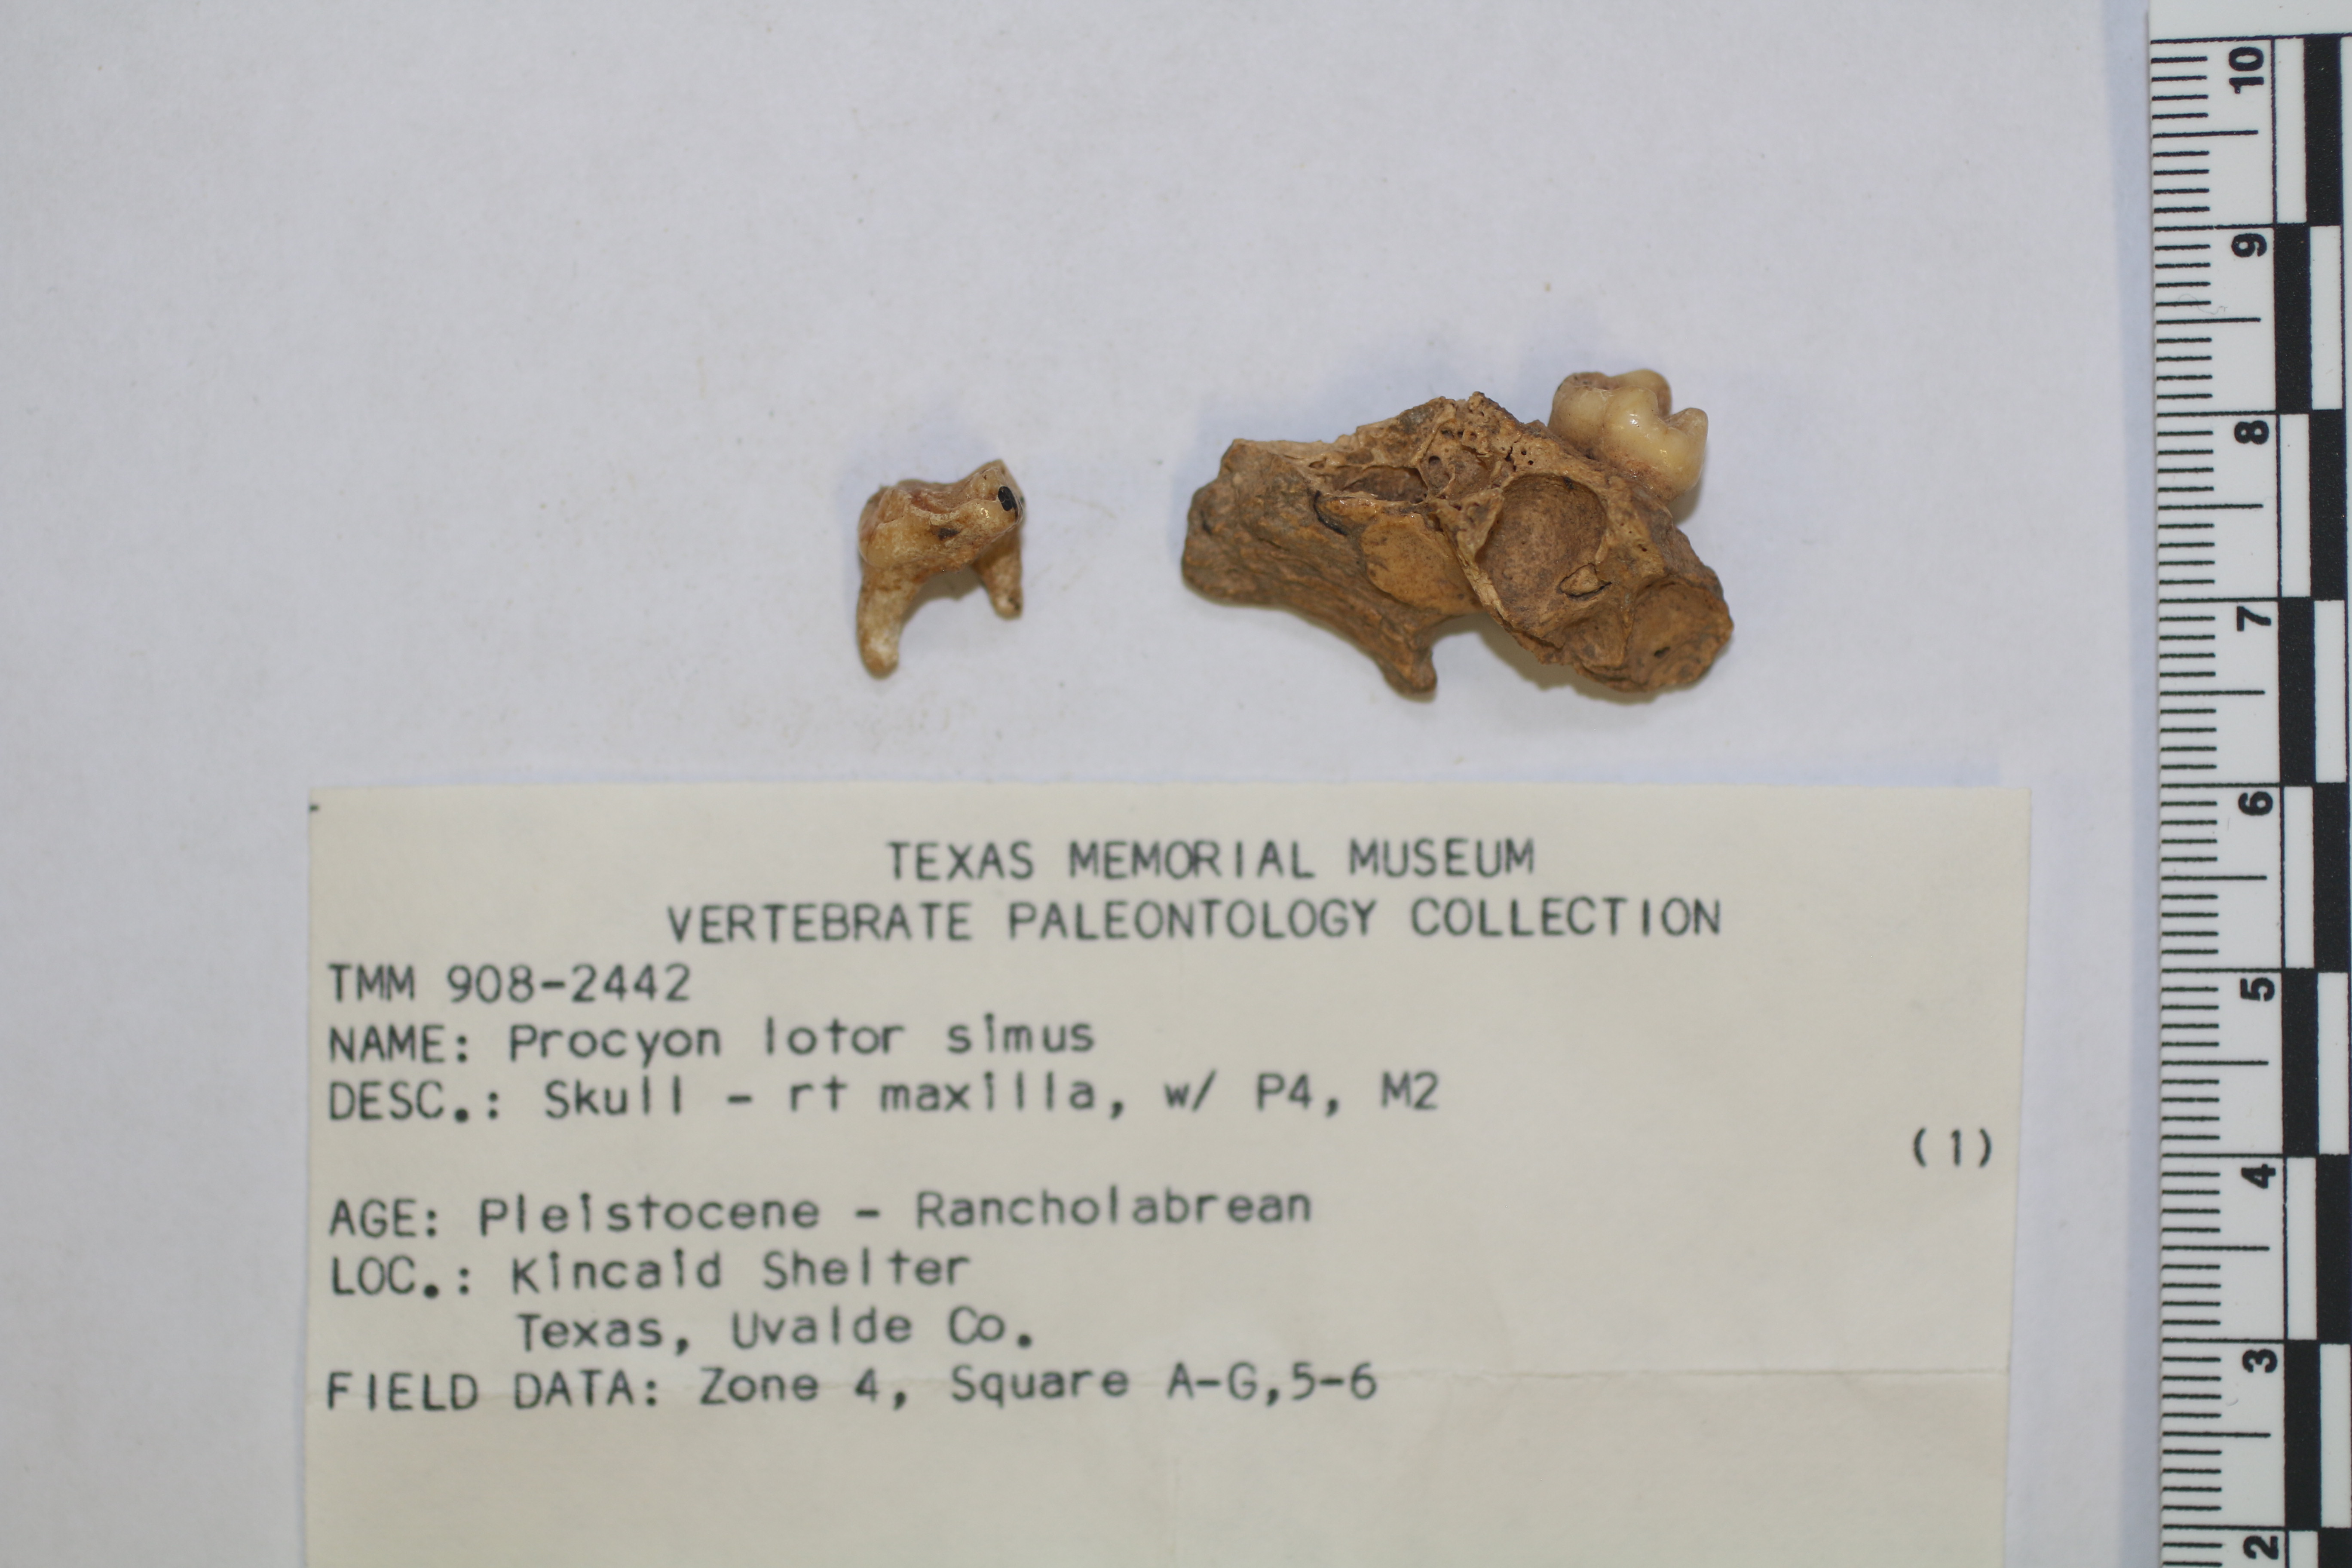 TEXAS MEMORIAL MUSEUM
VERTEBRATE PALEONTOLOGY COLLECTION
TMM 908-2442
NAME: Procyon lotor simus
DESC.: Skull - rt maxilla, w/ P4, M2
(1)
AGE: Pleistocene - Rancholabrean
LOC.: Kincaid Shelter
Texas, Uvalde Co.
FIELD DATA: Zone 4, Square A-G,5-6
10
9
8
7
6
5
4
3
2